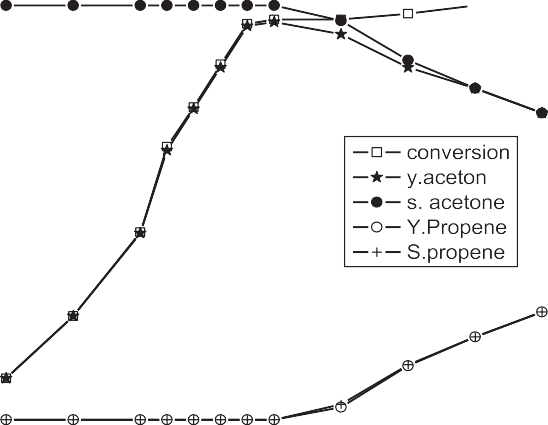 conversion
y.aceton
s. acetone
Y.Propene
S.propene